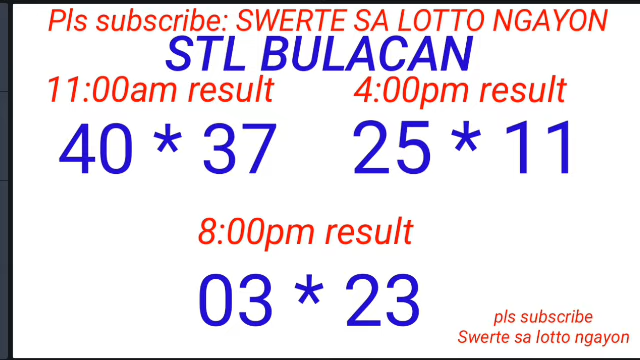 Pls subscribe: SWERTE SA LOTTO NGAYON
STL BULACAN
11:00am result
40 * 37
4:00pm result
25 * 11
8:00pm result
03 * 23
pls subscribe
Swerte sa lotto ngayon